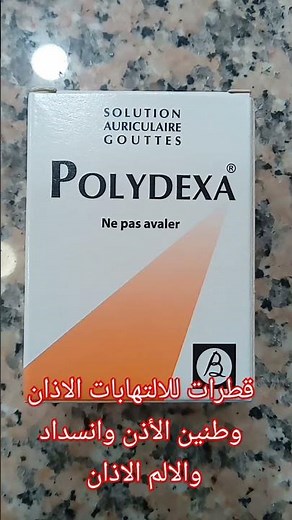 SOLUTION
AURICULAIRE
GOUTTES
POLYDEXA®
Ne pas avaler
قطرات للالتهابات الاذان
وطنين الأذن وانسداد
والالم الاذان